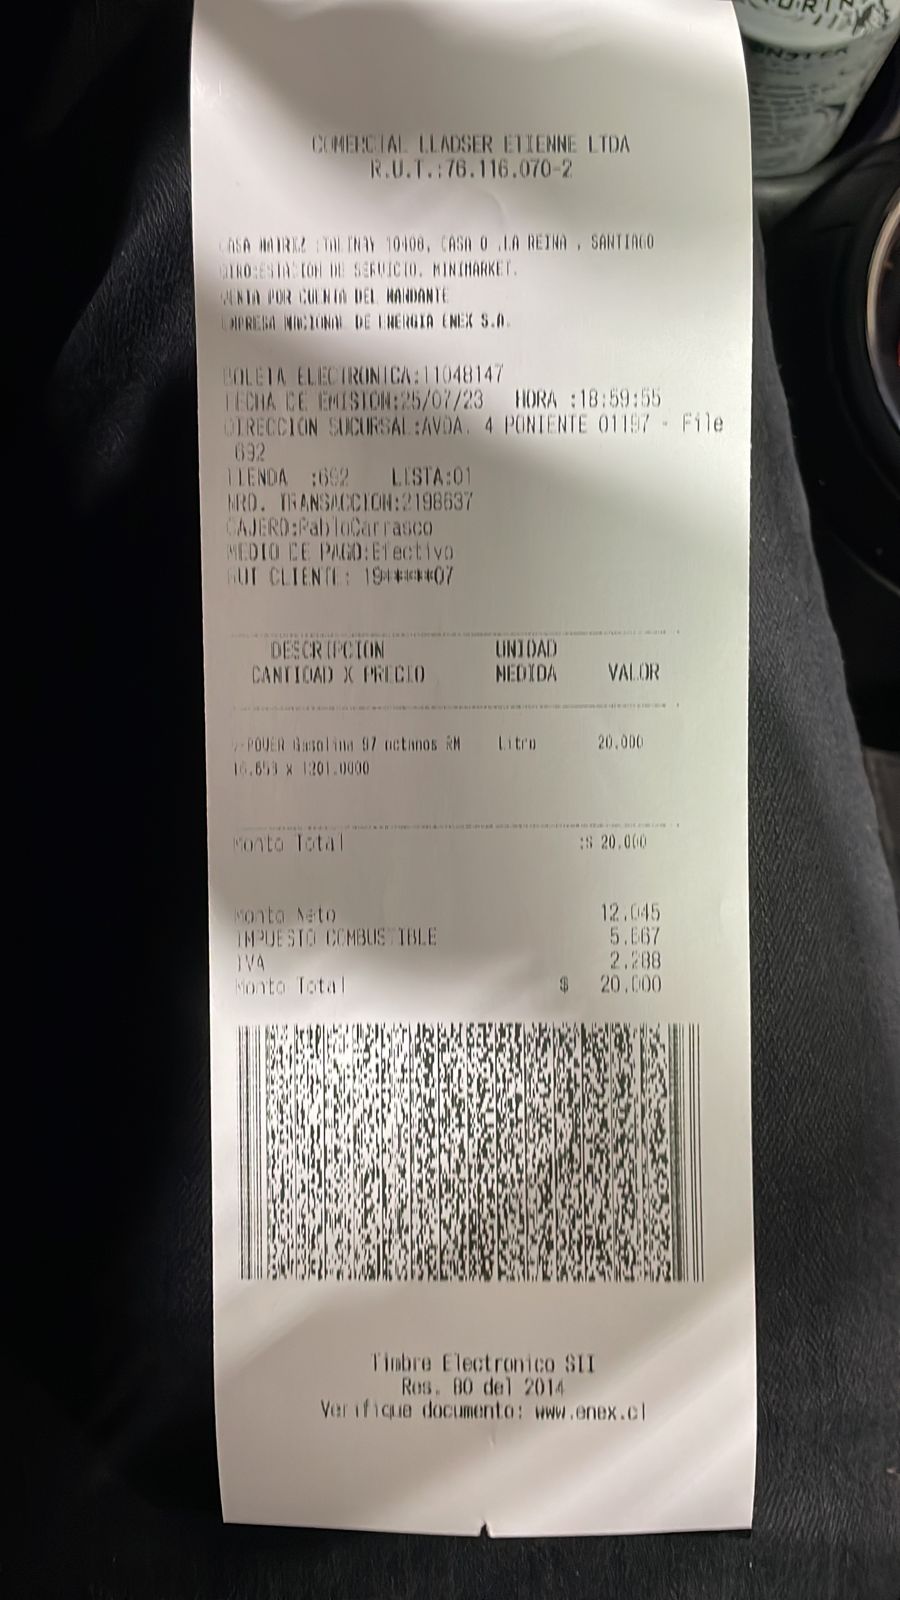 COMERCIAL LLADSER ETIENNE LTDA
R.U.T.:76.116.070-2
CASA MATRIZ :TALINAY 10408, CASA O ,LA REINA , SANTIAGO
GIRO:ESTACION DE SERVICIO, MINIMARKET.
VENTA POR CUENTA DEL MANDANTE
EMPRESA NACIONAL DE ENERGIA ENEX S.A.
BOLETA ELECTRONICA:11048147
FECHA DE EMISION:25/07/23 HORA :18:59:55
DIRECCION SUCURSAL:AVDA. 4 PONIENTE 01197 - File
692
TIENDA :692 LISTA:01
NRO. TRANSACCION:2198637
CAJERO:PabloCarrasco
MEDIO DE PAGO:Efectivo
RUT CLIENTE: 19*****07
DESCRIPCION UNIDAD
CANTIDAD X PRECIO MEDIDA VALOR
V-POWER Gasolina 97 octanos RM Litro 20.000
16.653 x 1201.0000
Monto Total :$ 20.000
Monto Neto 12.045
IMPUESTO COMBUSTIBLE 5.667
IVA 2.288
Monto Total $ 20.000
Timbre Electronico SII
Res. 80 del 2014
Verifique documento: www.enex.cl